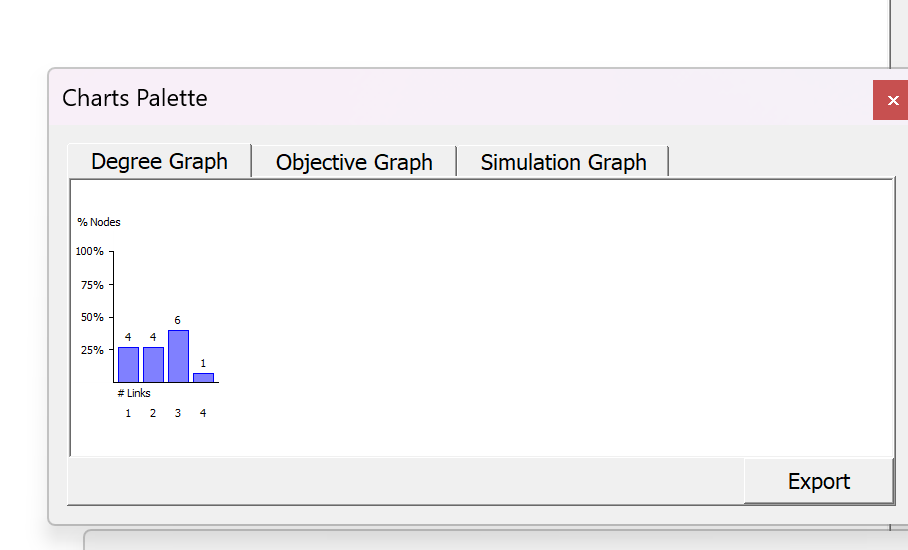 Charts Palette
×
Degree Graph Objective Graph Simulation Graph
% Nodes
100%
75%
50%
25%
4 4 6 1
# Links
1 2 3 4
Export